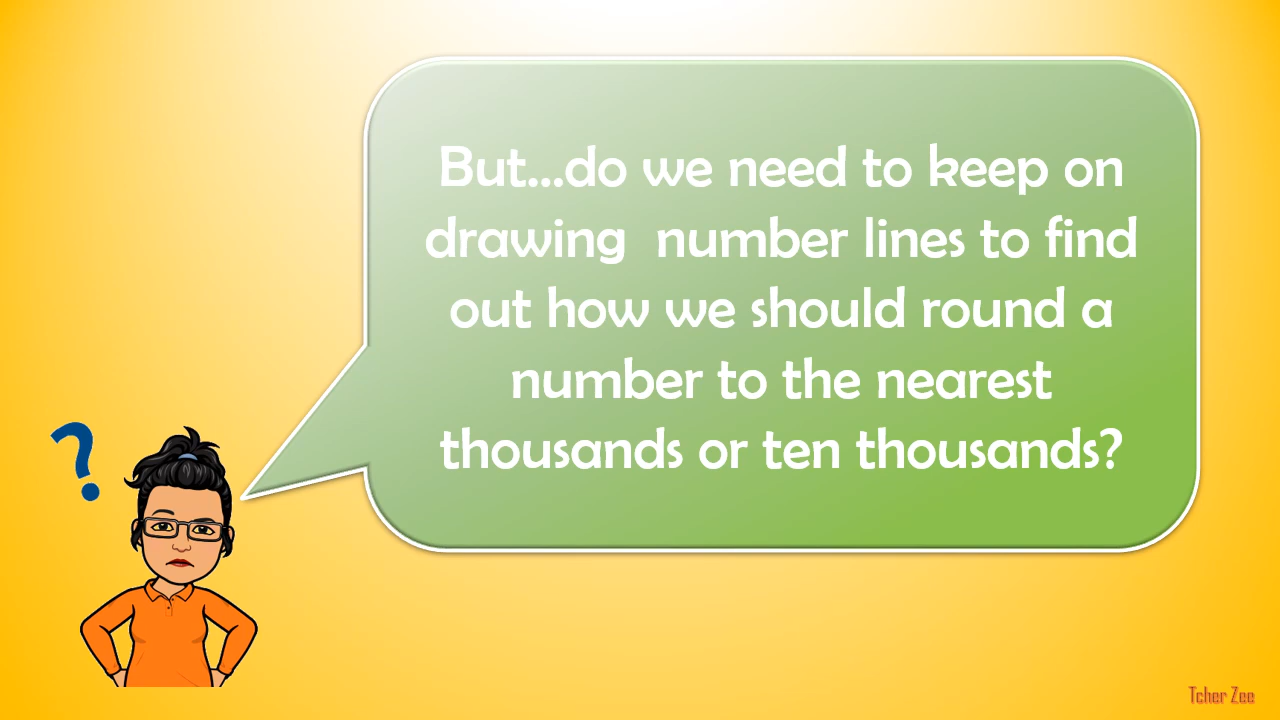 But...do we need to keep on
drawing  number lines to find
out how we should round a
number to the nearest
thousands or ten thousands?
?
Tcher Zee